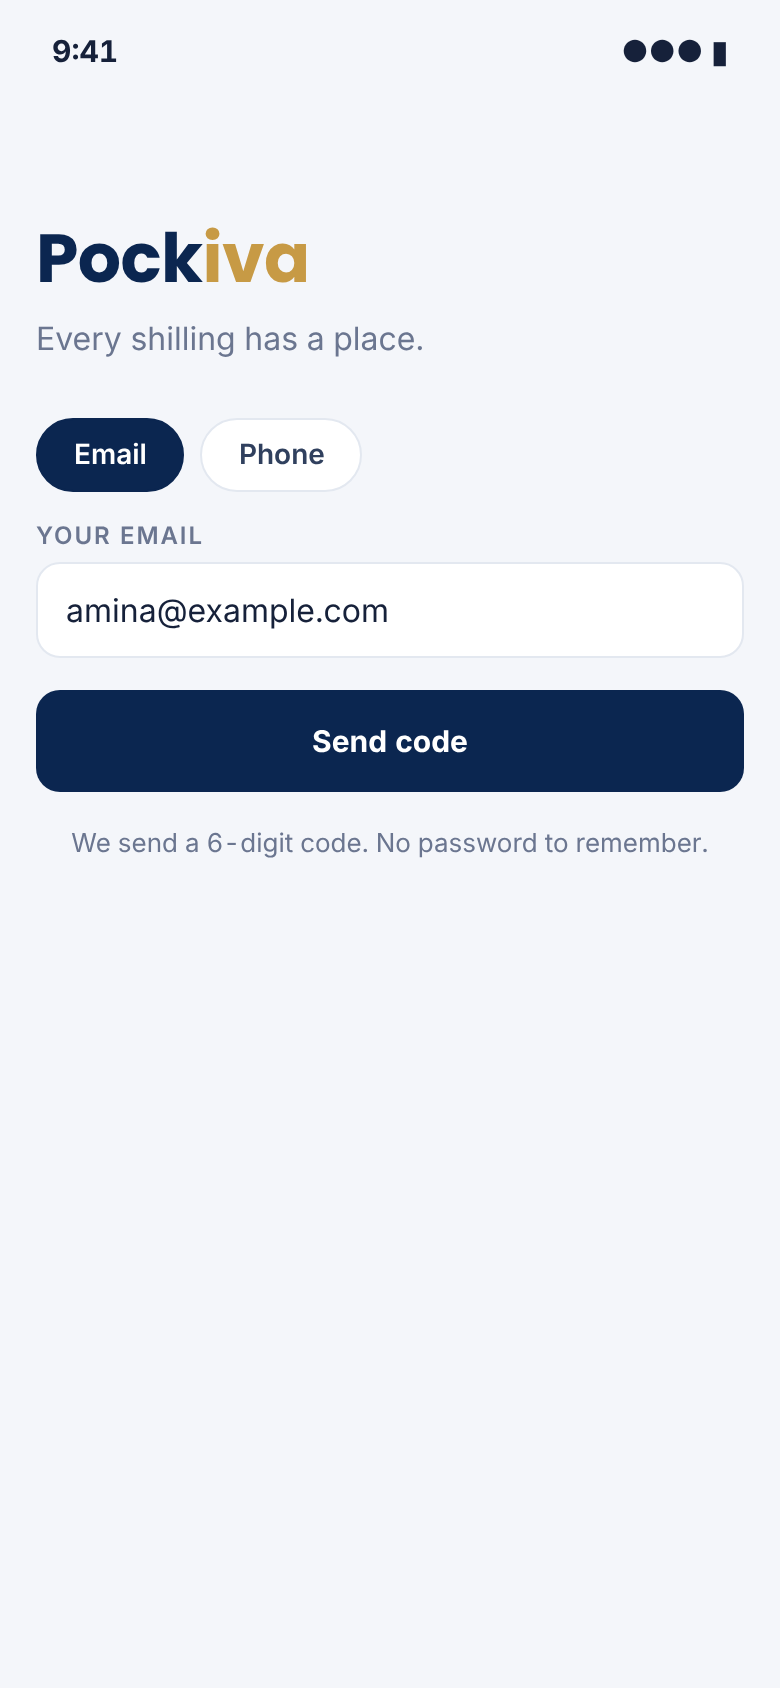 9:41
Pockiva
Every shilling has a place.
Email Phone
YOUR EMAIL
amina@example.com
Send code
We send a 6-digit code. No password to remember.